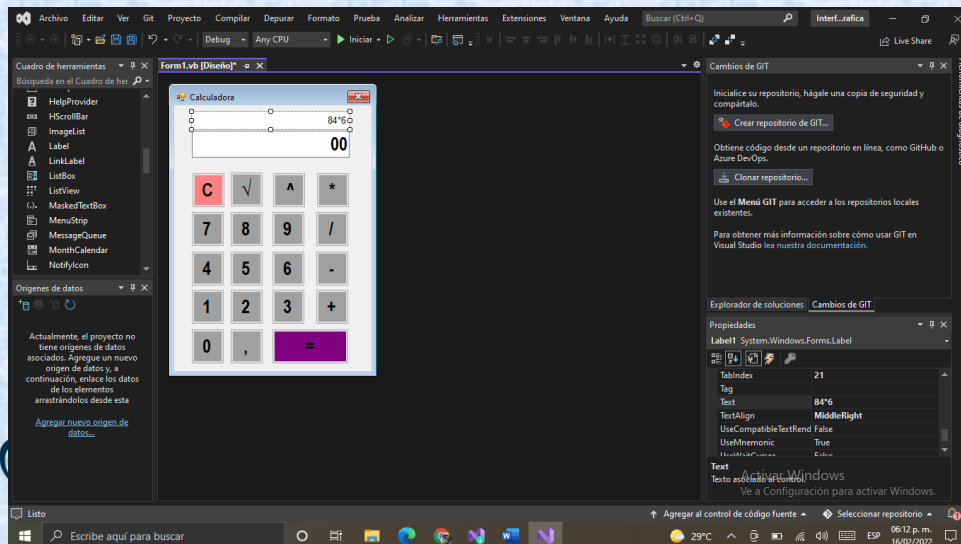 Archivo Editar Ver Git Proyecto Compilar Depurar Formato Prueba Analizar Herramientas Extensiones Ventana Ayuda Buscar (Ctrl+Q) Interf...rafica
Debug Any CPU Iniciar Live Share
Cuadro de herramientas
Búsqueda en el Cuadro de her
HelpProvider
HScrollBar
ImageList
Label
LinkLabel
ListBox
ListView
MaskedTextBox
MenuStrip
MessageQueue
MonthCalendar
NotifyIcon
Orígenes de datos
Actualmente, el proyecto no
tiene orígenes de datos
asociados. Agregue un nuevo
origen de datos y, a
continuación, enlace los datos
de los elementos
arrastrándolos desde esta
Agregar nuevo origen de
datos...
Form1.vb [Diseño]*
Calculadora
84*6
00
C √ ^ *
7 8 9 /
4 5 6 -
1 2 3 +
0 , =
Cambios de GIT
Inicialice su repositorio, hágale una copia de seguridad y
compártalo.
Crear repositorio de GIT...
Obtiene código desde un repositorio en línea, como GitHub o
Azure DevOps.
Clonar repositorio...
Use el Menú GIT para acceder a los repositorios locales
existentes.
Para obtener más información sobre cómo usar GIT en
Visual Studio lea nuestra documentación.
Explorador de soluciones Cambios de GIT
Propiedades
Label1 System.Windows.Forms.Label
TabIndex 21
Tag
Text 84*6
TextAlign MiddleRight
UseCompatibleTextRend False
UseMnemonic True
UseWaitCursor False
Text
Texto asociado al control.
Activar Windows
Ve a Configuración para activar Windows.
Listo Agregar al control de código fuente Seleccionar repositorio
Escribe aquí para buscar 29°C ESP 06:12 p. m.
16/02/2022